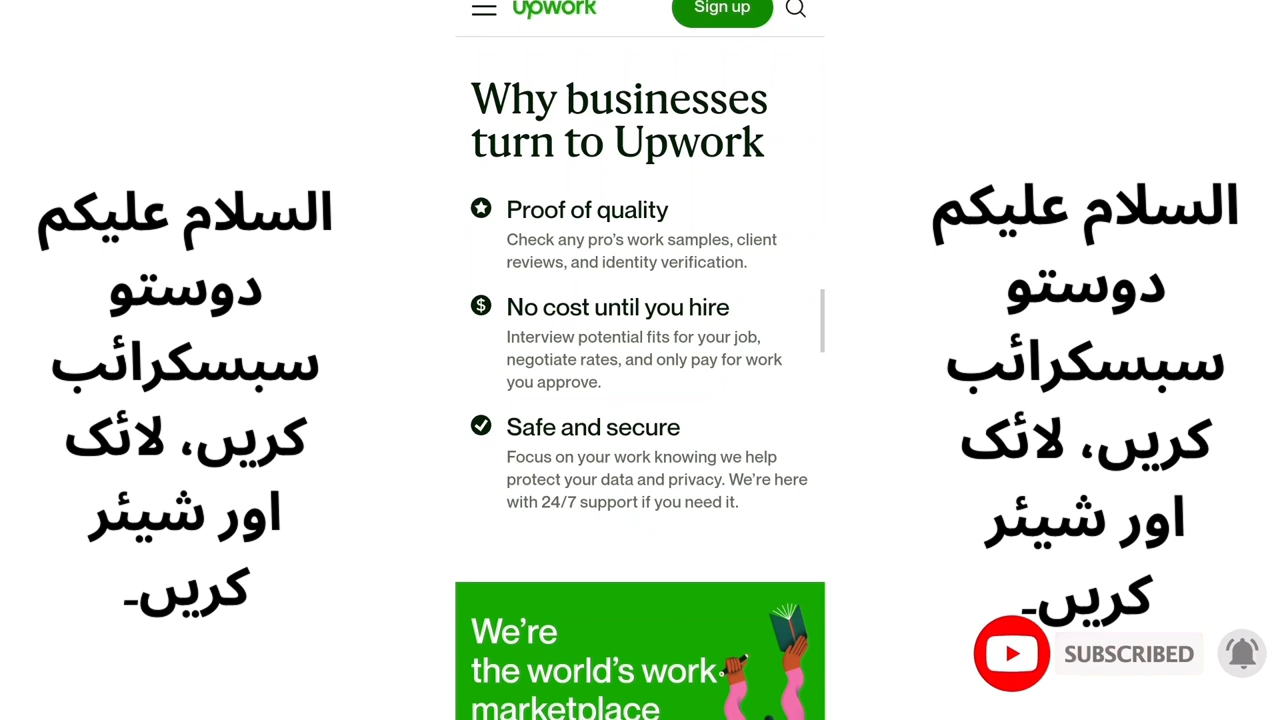 السلام علیکم
دوستو
سبسکرائب
کریں، لائک
اور شیئر
کریں۔
upwork
Sign up
Why businesses
turn to Upwork
Proof of quality
Check any pro’s work samples, client
reviews, and identity verification.
No cost until you hire
Interview potential fits for your job,
negotiate rates, and only pay for work
you approve.
Safe and secure
Focus on your work knowing we help
protect your data and privacy. We’re here
with 24/7 support if you need it.
We’re
the world’s work
marketplace
السلام علیکم
دوستو
سبسکرائب
کریں، لائک
اور شیئر
کریں۔
SUBSCRIBED